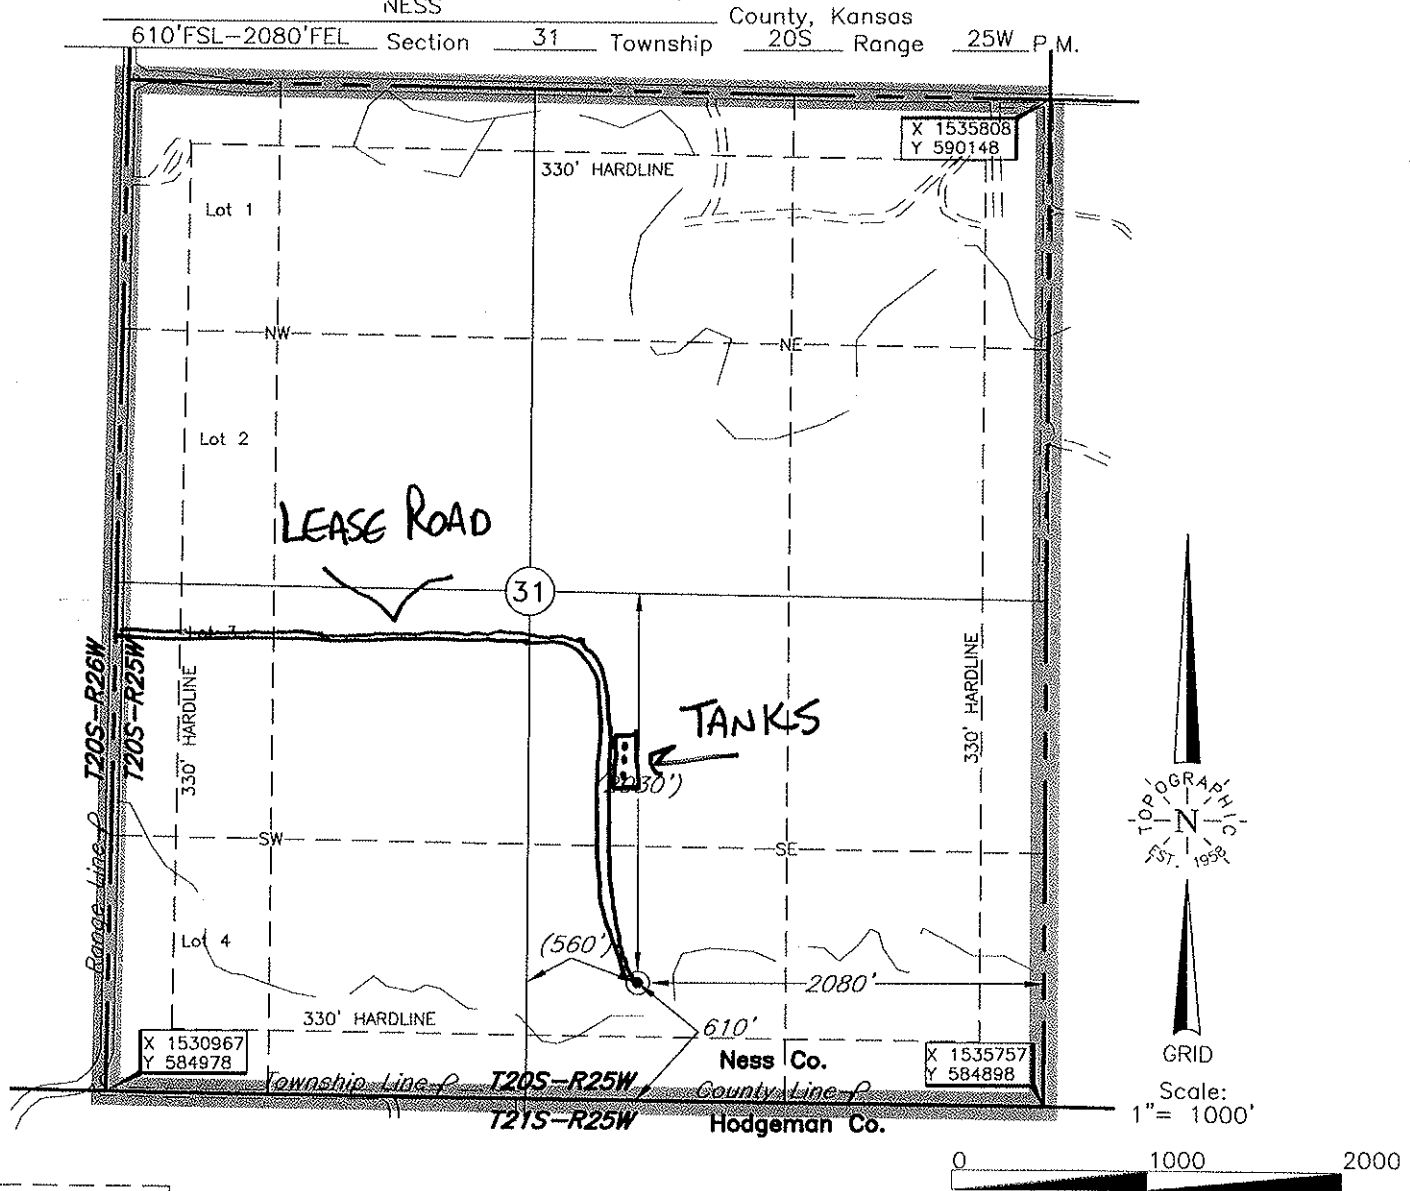 NESS
County, Kansas
610'FSL-2080'FEL Section 31 Township 20S Range 25W P.M.
X 1535808
Y 590148
330' HARDLINE
Lot 1
NW
NE
Lot 2
LEASE ROAD
31
T20S-R26W
T20S-R25W
330' HARDLINE
330' HARDLINE
TANKS
(2030')
TOPOGRAPHIC
N
EST. 1958
SW
SE
Range Line
Lot 4
(560')
2080'
330' HARDLINE
610'
X 1530967
Y 584978
Ness Co.
X 1535757
Y 584898
GRID
Township Line
T20S-R25W
County Line
Scale:
1"= 1000'
T21S-R25W
Hodgeman Co.
0 1000 2000